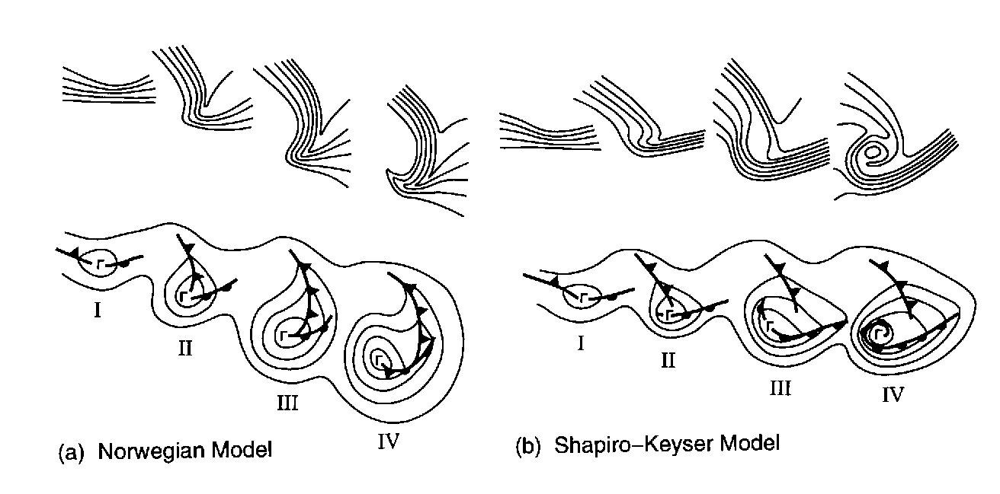 Γ Γ Γ Γ
I
II
III
IV
(a) Norwegian Model
Γ Γ Γ Γ
I
II
III
IV
(b) Shapiro–Keyser Model